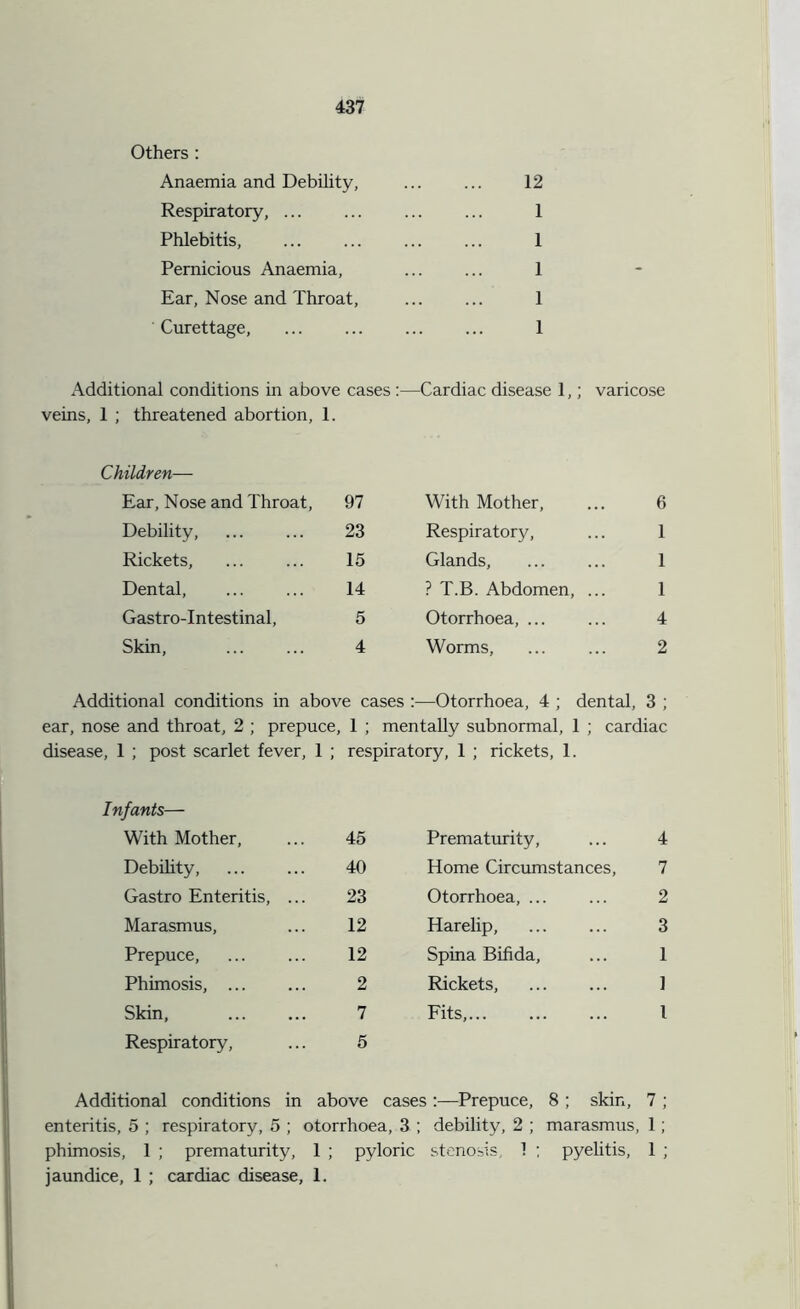 437
Others :
Anaemia and Debility, ... ... 12
Respiratory, ... ... ... ... 1
Phlebitis, ... ... ... ... 1
Pernicious Anaemia, ... ... 1
Ear, Nose and Throat, ... ... 1
Curettage, ... ... ... ... 1
Additional conditions in above cases :—Cardiac disease 1, ; varicose
veins, 1 ; threatened abortion, 1.
Children—
Ear, Nose and Throat, 97 With Mother, ... 6
Debility, ... ... 23 Respiratory, ... 1
Rickets, ... ... 15 Glands, ... ... 1
Dental, ... ... 14 ? T.B. Abdomen, ... 1
Gastro-Intestinal, 5 Otorrhoea, ... ... 4
Skin, ... ... 4 Worms, ... ... 2
Additional conditions in above cases :—Otorrhoea, 4 ; dental, 3 ;
ear, nose and throat, 2 ; prepuce, 1 ; mentally subnormal, 1 ; cardiac
disease, 1 ; post scarlet fever, 1 ; respiratory, 1 ; rickets, 1.
Infants—
With Mother, ... 45 Prematurity, ... 4
Debility, ... ... 40 Home Circumstances, 7
Gastro Enteritis, ... 23 Otorrhoea, ... ... 2
Marasmus, ... 12 Harelip, ... ... 3
Prepuce, ... ... 12 Spina Bifida, ... 1
Phimosis, ... ... 2 Rickets, ... ... 1
Skin, ... ... 7 Fits,... ... ... 1
Respiratory, ... 5
Additional conditions in above cases :—Prepuce, 8 ; skin, 7 ;
enteritis, 5 ; respiratory, 5 ; otorrhoea, 3 ; debility, 2 ; marasmus, 1 ;
phimosis, 1 ; prematurity, 1 ; pyloric stenosis, 1 ; pyelitis, 1 ;
jaundice, 1 ; cardiac disease, 1.